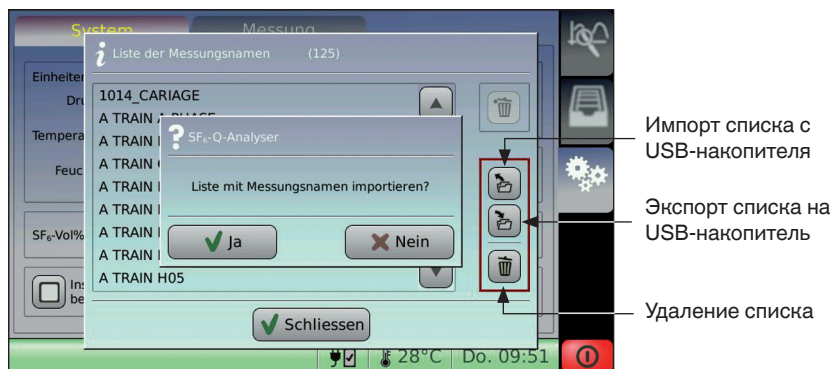 System Messung
Liste der Messungsnamen (125)
Einheiten
Dru
Tempera
Feuc
SF₆-Vol%
Ins
be
1014_CARIAGE
A TRAIN A PHASE
A TRAIN
A TRAIN
A TRAIN
A TRAIN
A TRAIN
A TRAIN
A TRAIN H05
SF₆-Q-Analyser
Liste mit Messungsnamen importieren?
Ja Nein
Schliessen
28°C Do. 09:51
Импорт списка с
USB-накопителя
Экспорт списка на
USB-накопитель
Удаление списка